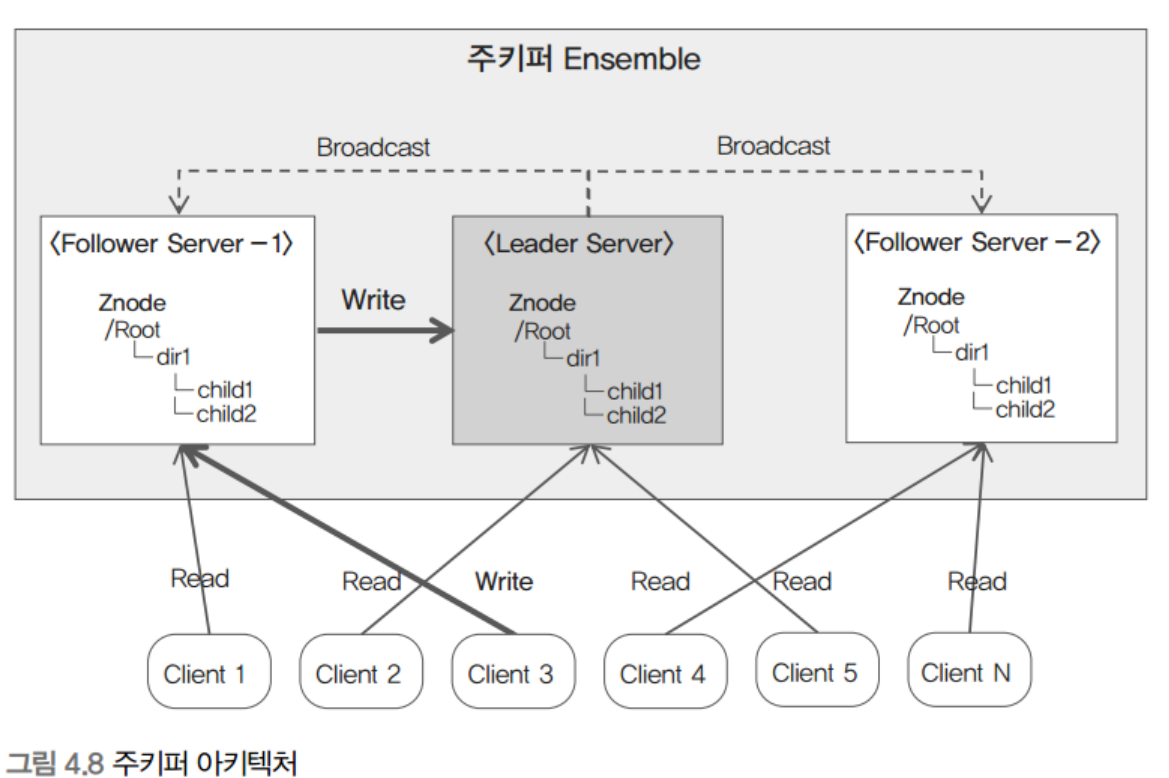 주키퍼 Ensemble
Broadcast
Broadcast
〈Follower Server－1〉
〈Leader Server〉
〈Follower Server－2〉
Znode
/Root
dir1
child1
child2
Write
Znode
/Root
dir1
child1
child2
Znode
/Root
dir1
child1
child2
Read
Read
Write
Read
Read
Read
Client 1
Client 2
Client 3
Client 4
Client 5
Client N
그림 4.8 주키퍼 아키텍처